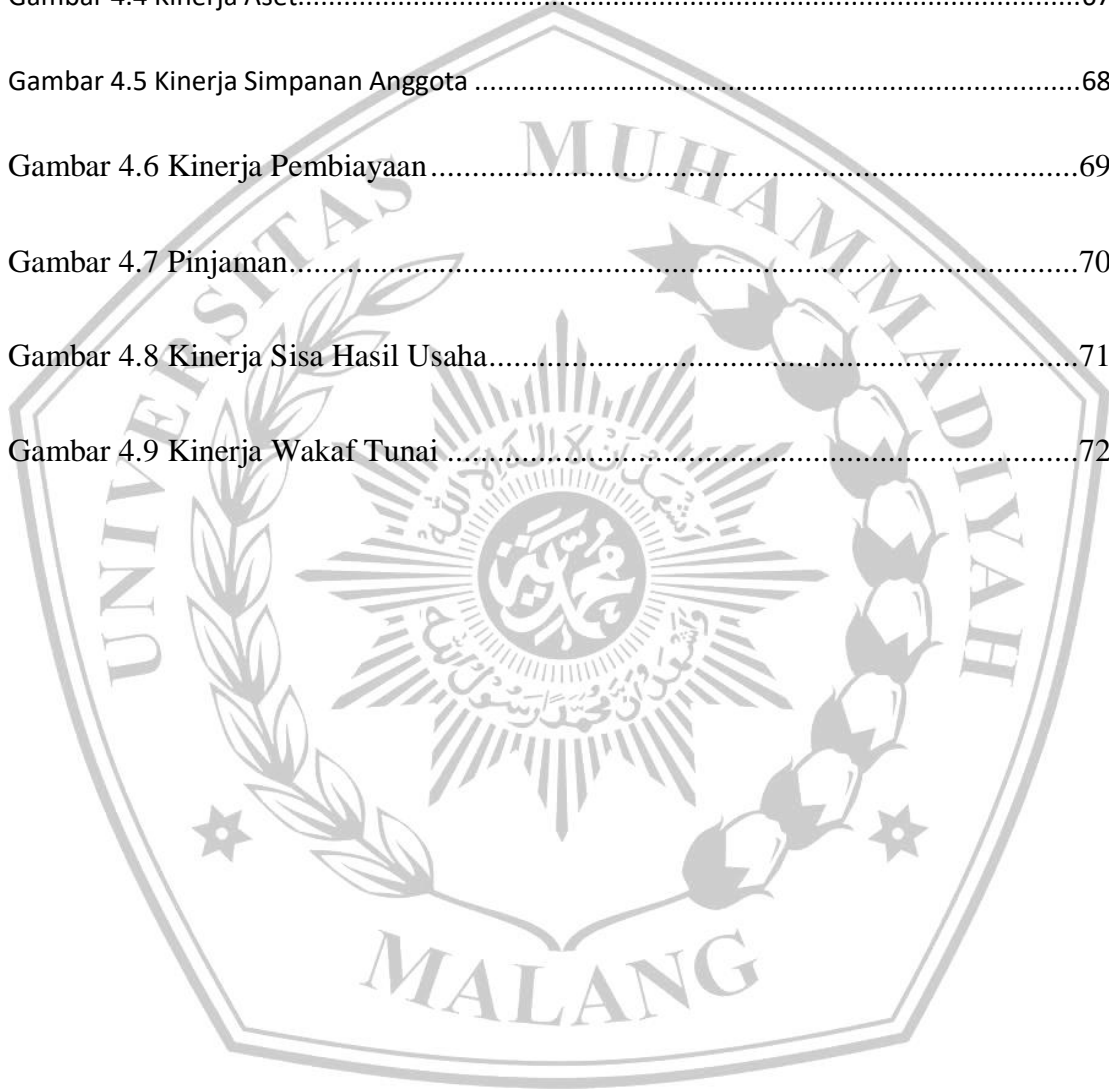 Gambar 4.4 Kinerja Aset............................................................................67
Gambar 4.5 Kinerja Simpanan Anggota ............................................................68
Gambar 4.6 Kinerja Pembiayaan................................................................69
Gambar 4.7 Pinjaman..............................................................................70
Gambar 4.8 Kinerja Sisa Hasil Usaha..........................................................71
Gambar 4.9 Kinerja Wakaf Tunai ..............................................................72
UNIVERSITAS MUHAMMADIYAH
MALANG